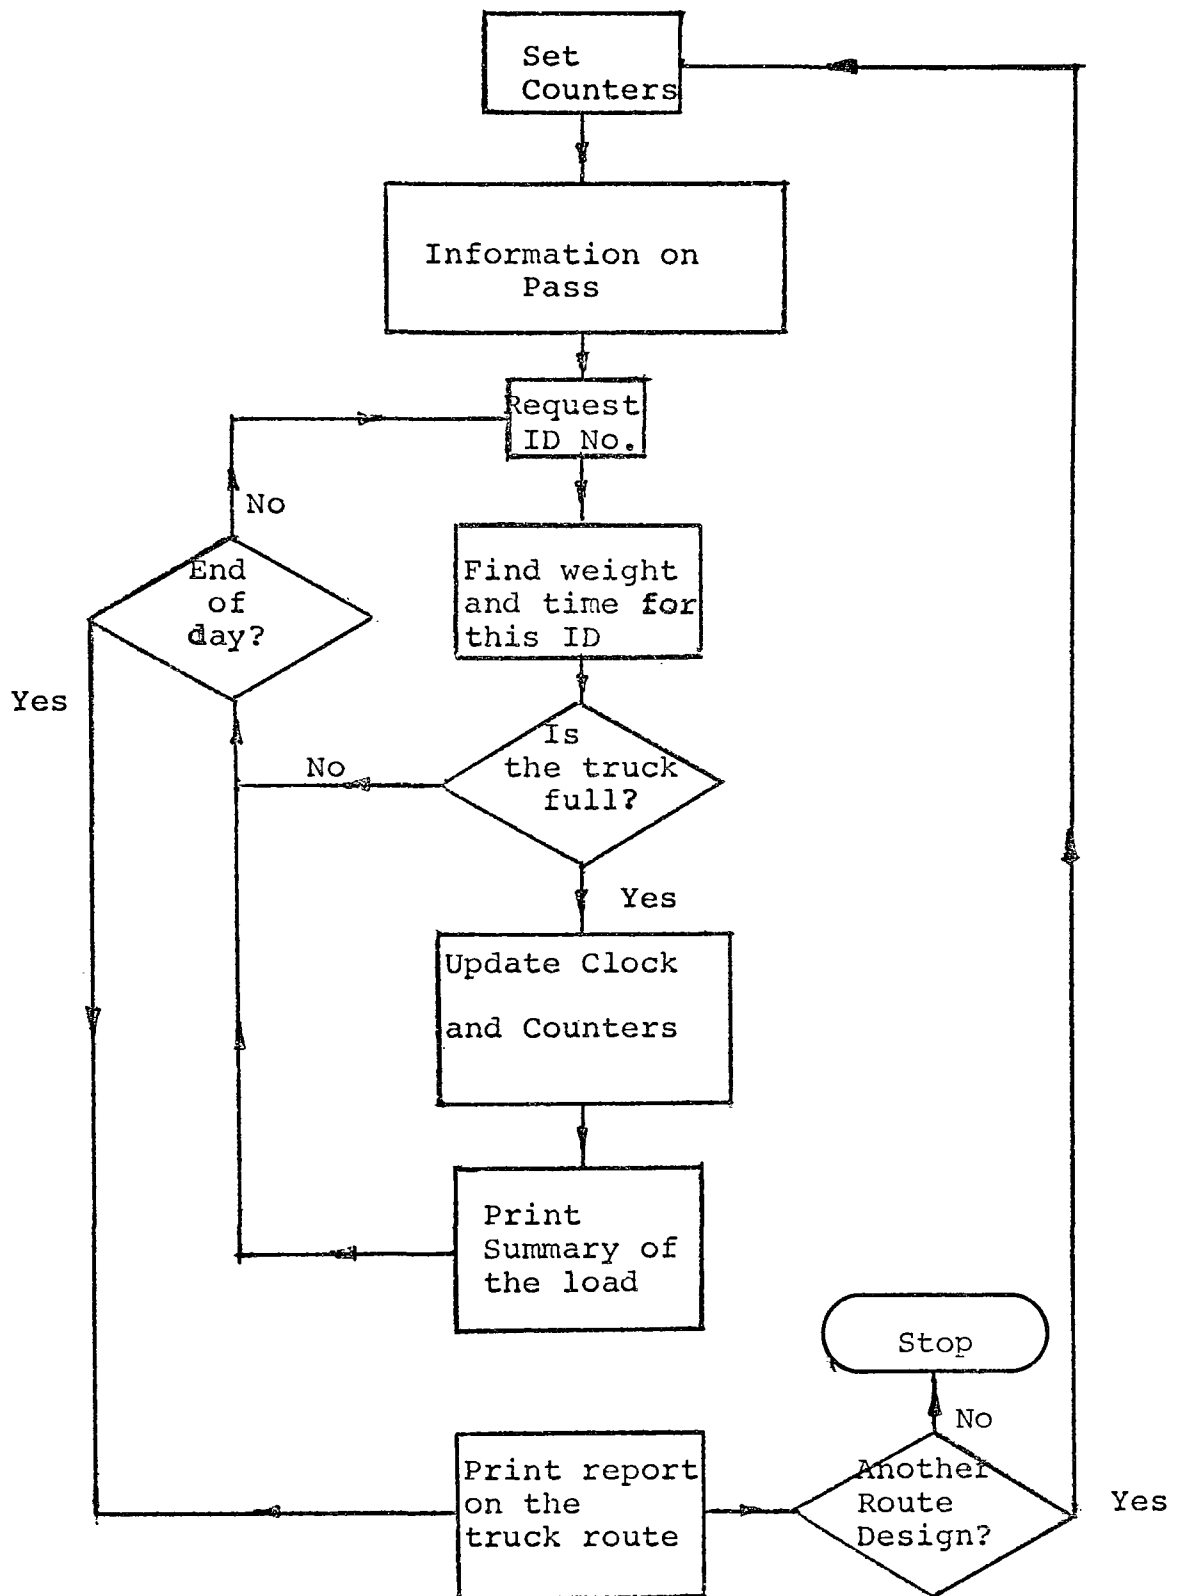 Set
Counters
Information on
Pass
Request
ID No.
No
End
of
day?
Find weight
and time for
this ID
Yes
Is
the truck
full?
No
Yes
Update Clock
and Counters
Print
Summary of
the load
Stop
No
Print report
on the
truck route
Another
Route
Design?
Yes